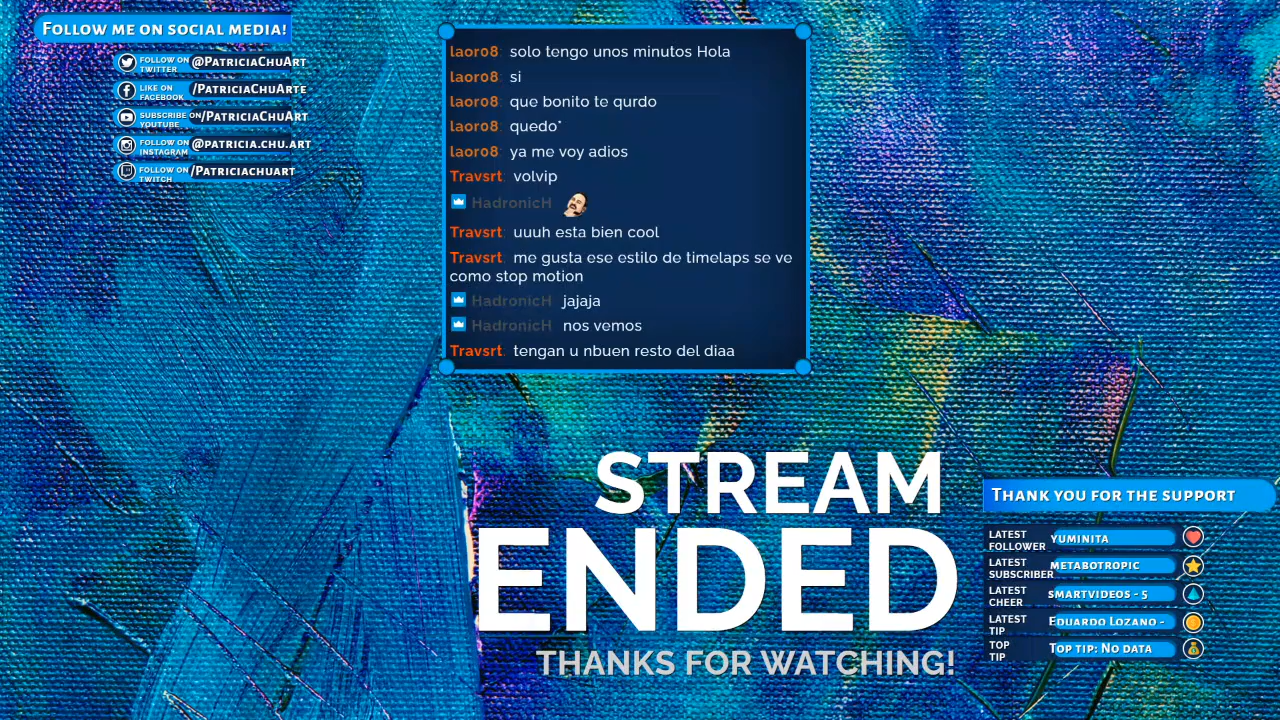 Follow me on social media!
FOLLOW ON TWITTER @PatriciaChuArt
LIKE ON FACEBOOK /PatriciaChuArte
SUBSCRIBE ON YOUTUBE /PatriciaChuArt
FOLLOW ON INSTAGRAM @patricia.chu.art
FOLLOW ON TWITCH /Patriciachuart
laoro8: solo tengo unos minutos Hola
laoro8: si
laoro8: que bonito te qurdo
laoro8: quedo*
laoro8: ya me voy adios
Travsrt: volvip
HadronicH
Travsrt: uuuh esta bien cool
Travsrt: me gusta ese estilo de timelaps se ve
como stop motion
HadronicH jajaja
HadronicH nos vemos
Travsrt: tengan u nbuen resto del diaa
STREAM
ENDED
THANKS FOR WATCHING!
Thank you for the support
LATEST FOLLOWER yuminita
LATEST SUBSCRIBER metabotropic
LATEST CHEER smartvideos - 5
LATEST TIP Eduardo Lozano -
TOP TIP Top tip: No data